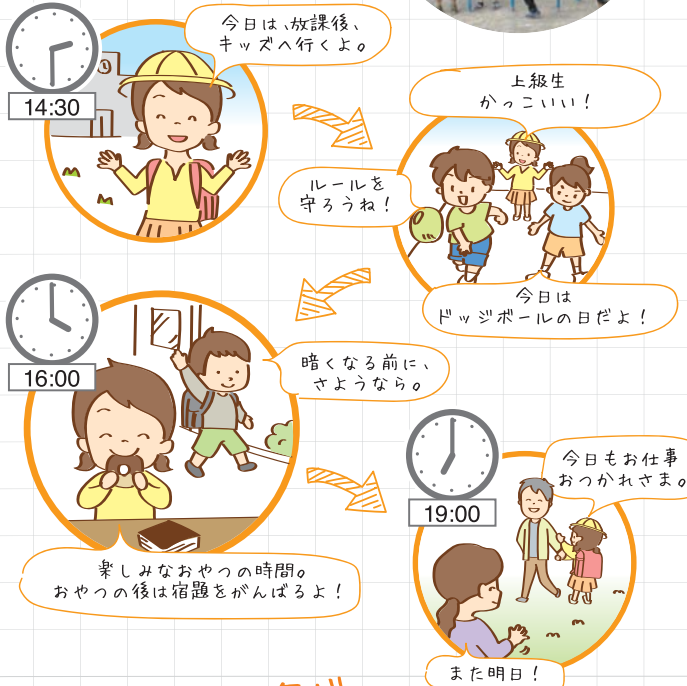 今日は、放課後、
キッズへ行くよ。
14:30
上級生
かっこいい！
ルールを
守ろうね！
今日は
ドッジボールの日だよ！
16:00
暗くなる前に、
さようなら。
楽しみなおやつの時間。
おやつの後は宿題をがんばるよ！
19:00
今日もお仕事
おつかれさま。
また明日！